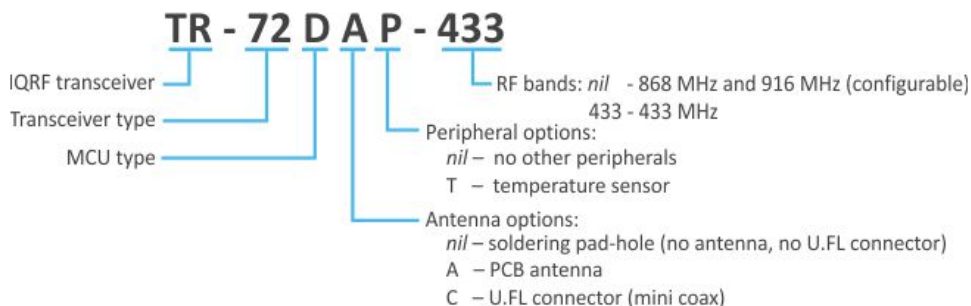 TR - 72 D A P - 433
IQRF transceiver
RF bands: nil - 868 MHz and 916 MHz (configurable)
433 - 433 MHz
Transceiver type
Peripheral options:
MCU type
nil – no other peripherals
T – temperature sensor
Antenna options:
nil – soldering pad-hole (no antenna, no U.FL connector)
A – PCB antenna
C – U.FL connector (mini coax)